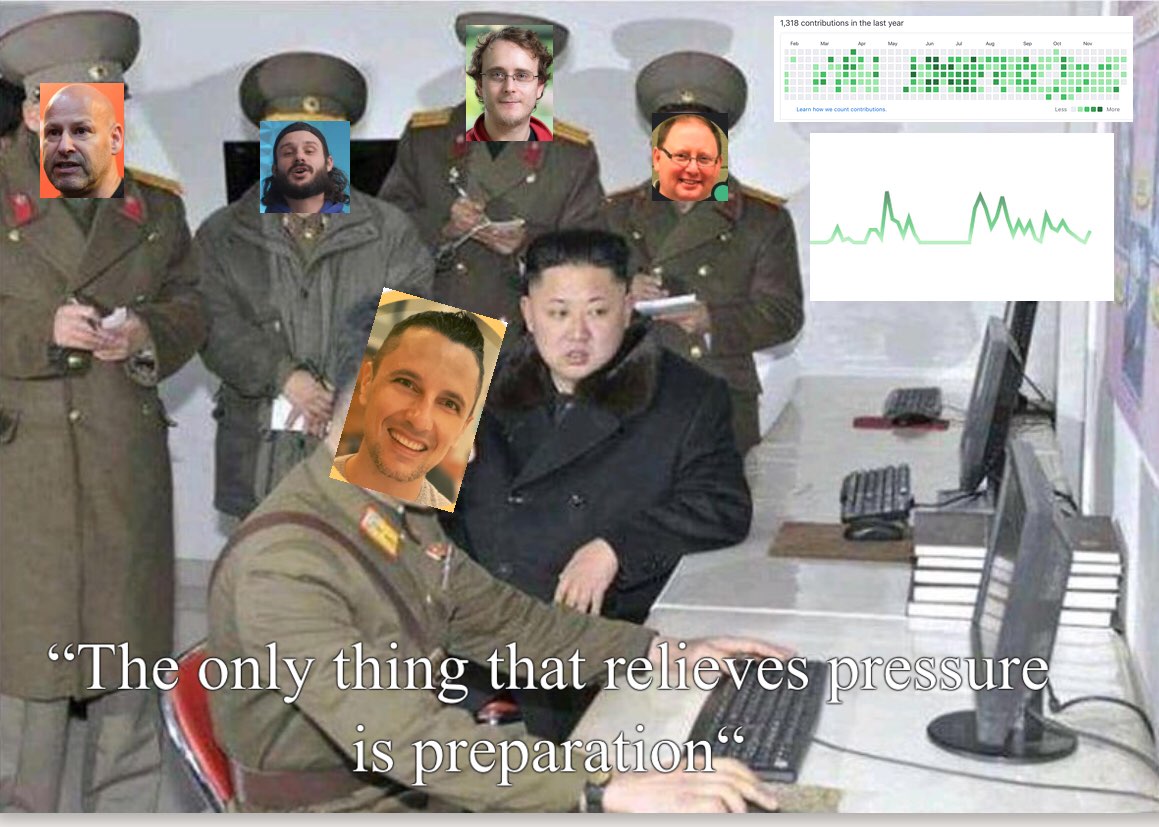 1,318 contributions in the last year
Feb Mar Apr May Jun Jul Aug Sep Oct Nov
Learn how we count contributions. Less More
“The only thing that relieves pressure
is preparation“